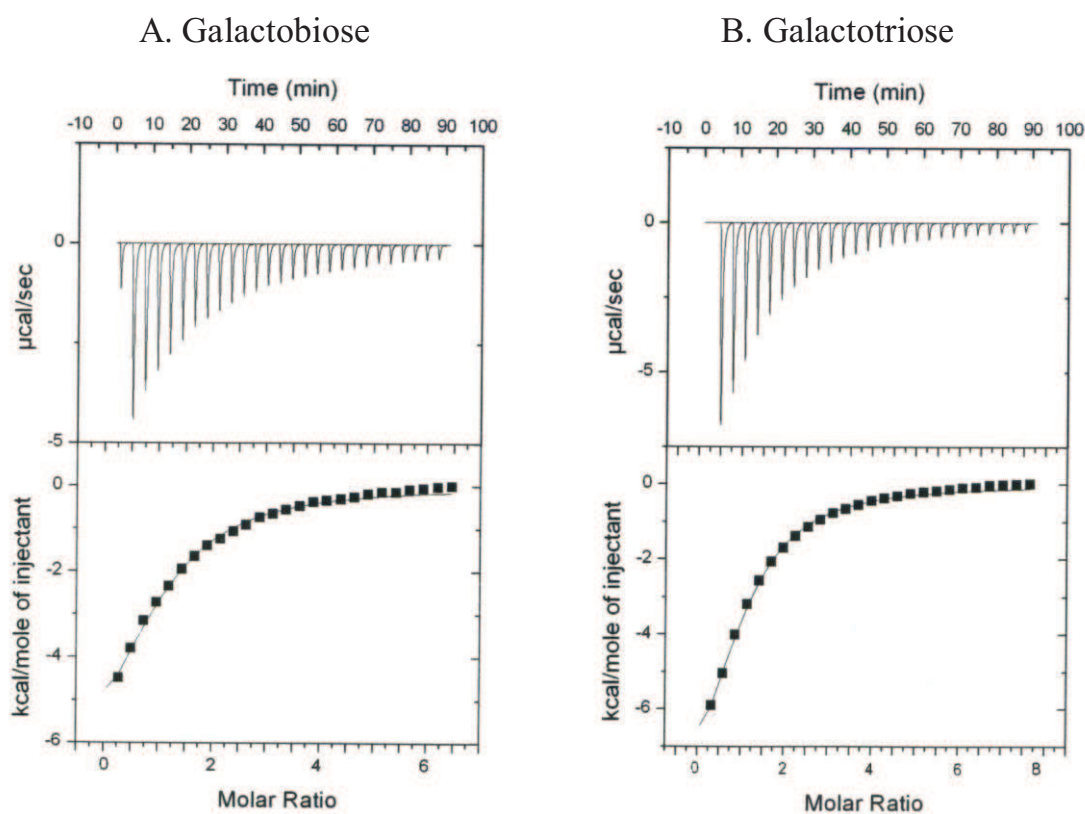 A. Galactobiose
Time (min)
-10 0 10 20 30 40 50 60 70 80 90 100
0
-5
µcal/sec
0
-2
-4
-6
kcal/mole of injectant
0 2 4 6
Molar Ratio
B. Galactotriose
Time (min)
-10 0 10 20 30 40 50 60 70 80 90 100
0
-5
µcal/sec
0
-2
-4
-6
kcal/mole of injectant
0 2 4 6 8
Molar Ratio